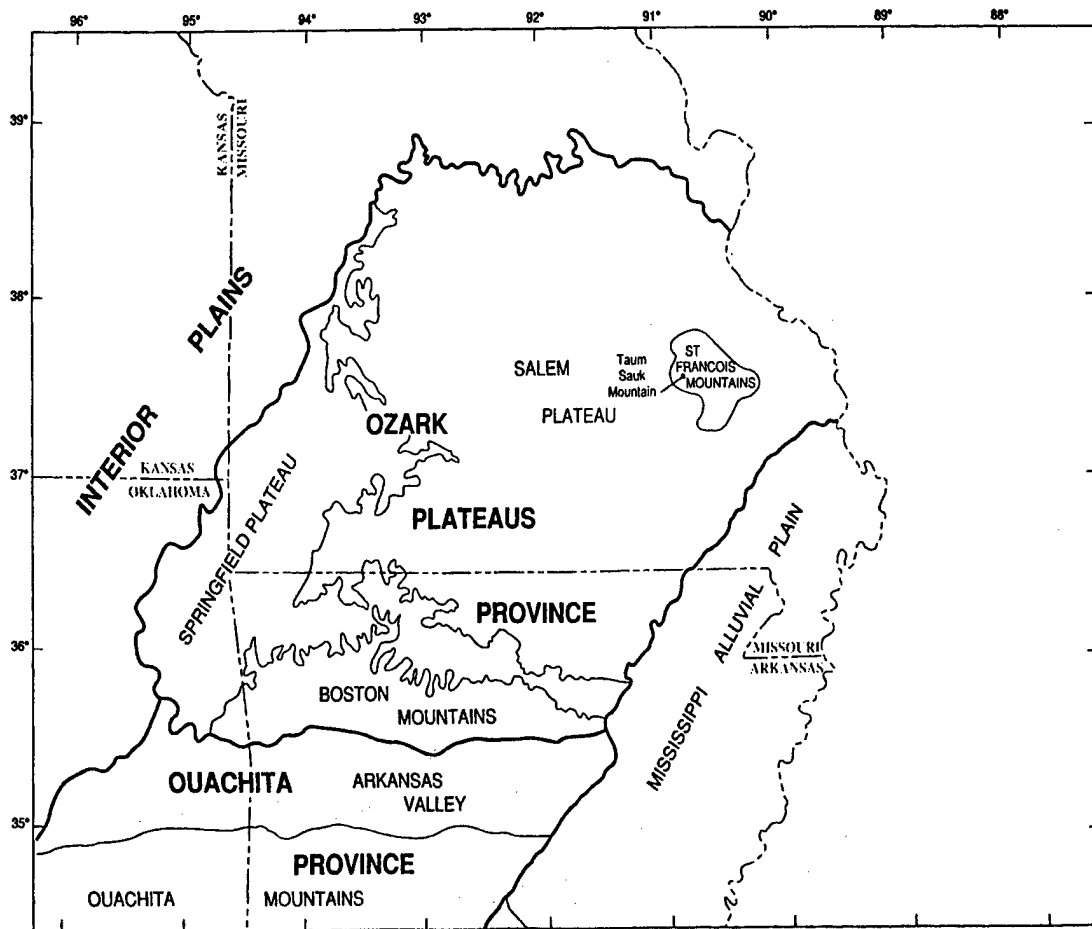 96°
95°
94°
93°
92°
91°
90°
89°
88°
39°
38°
37°
36°
35°
KANSAS
MISSOURI
INTERIOR PLAINS
SALEM
PLATEAU
Taum
Sauk
Mountain
ST
FRANCOIS
MOUNTAINS
OZARK
PLATEAUS
PROVINCE
KANSAS
OKLAHOMA
SPRINGFIELD PLATEAU
MISSISSIPPI ALLUVIAL PLAIN
MISSOURI
ARKANSAS
BOSTON
MOUNTAINS
OUACHITA
ARKANSAS
VALLEY
PROVINCE
OUACHITA MOUNTAINS